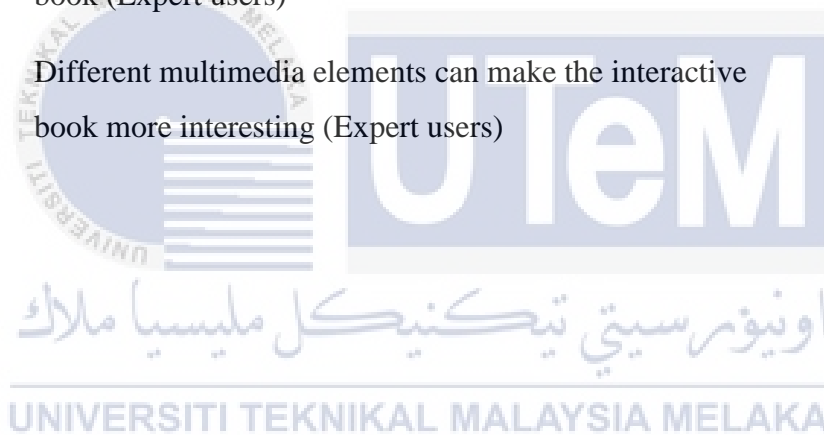 book (Expert users)
Different multimedia elements can make the interactive
book more interesting (Expert users)
UTeM
اونيۏرسيتي تيکنيکل مليسيا ملاك
UNIVERSITI TEKNIKAL MALAYSIA MELAKA